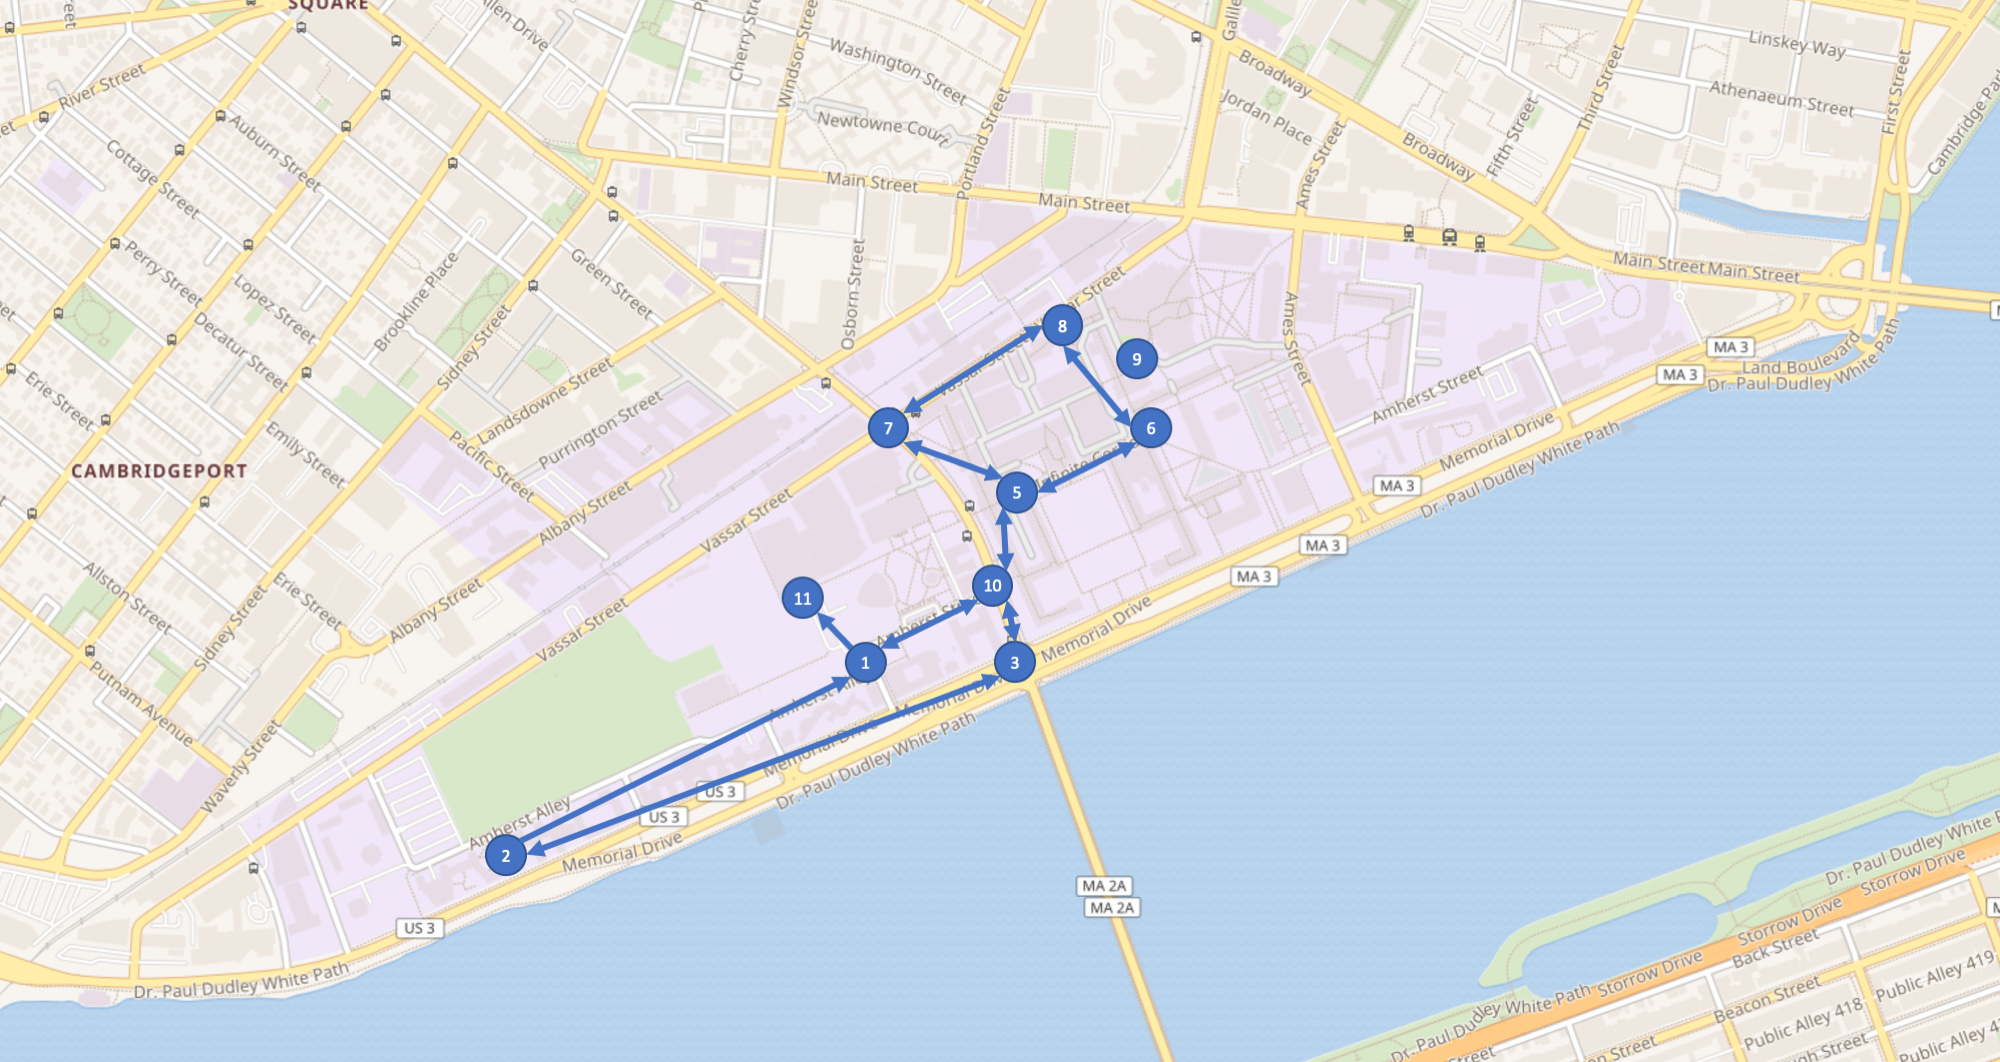 SQUARE
Allen Drive
Cherry Stre
Windsor Stree
Washington Street
Newtowne Court
Portland Street
Galile
Broadway
Jordan Place
Ames Street
Broadway
Fifth Street
Third Street
Linskey Way
Athenaeum Street
First Street
Cambridge Pa
River Street
Auburn Street
Cottage Street
Main Street
Main Street
Main Street
Main Street
Perry Street
Lopez Street
Brookline Place
Green Street
Osborn Street
Decatur Street
Sidney Street
Erie Street
Landsdowne Street
Purrington Street
Emily Street
Pacific Street
CAMBRIDGEPORT
Albany Street
Vassar Street
8
9
Vassar Street
7
6
5
Infinite Co
Ames Street
Amherst Street
MA 3
MA 3
Land Boulevard
Dr. Paul Dudley White Path
Memorial Drive
MA 3
Dr. Paul Dudley White Path
MA 3
MA 3
Allston Street
Erie Street
Albany Street
Sidney Street
Vassar Street
11
10
Amherst Str
1
3
Memorial Drive
Amherst Alley
Memorial Dri
Memorial Drive
Dr. Paul Dudley White Path
Putnam Avenue
Waverly Street
US 3
US 3
Amherst Alley
2
Memorial Drive
US 3
Dr. Paul Dudley White Path
MA 2A
MA 2A
Dr. Paul Dudley White P
Storrow Drive
Storrow Drive
Back Street
Storrow Drive
Dr. Paul Dudley White Path
Beacon Street
Public Alley 419
Public Alley 418
Public Alley 4